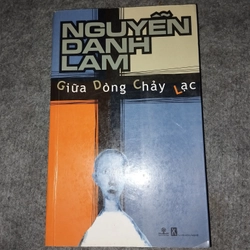 NGUYỄN
DANH
LAM
Giữa Dòng Chảy Lạc